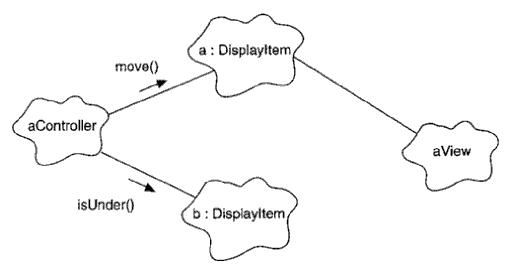 a : DisplayItem
move()
aController
aView
isUnder()
b : DisplayItem